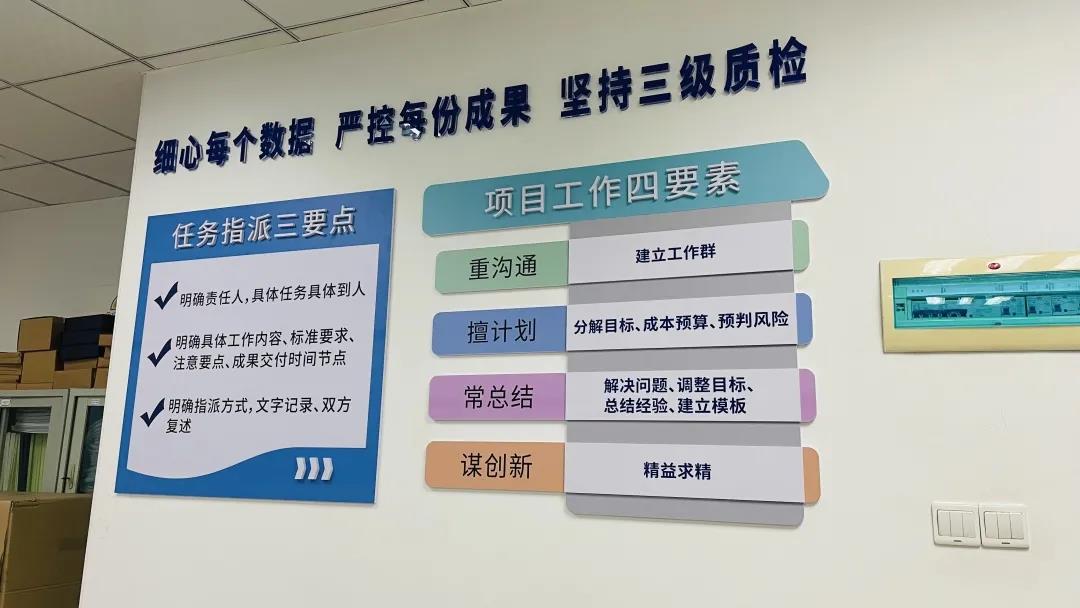 细心每个数据 严控每份成果 坚持三级质检
任务指派三要点
明确责任人，具体任务具体到人
明确具体工作内容、标准要求、
注意要点、成果交付时间节点
明确指派方式，文字记录、双方
复述
项目工作四要素
重沟通
建立工作群
擅计划
分解目标、成本预算、预判风险
常总结
解决问题、调整目标、
总结经验、建立模板
谋创新
精益求精